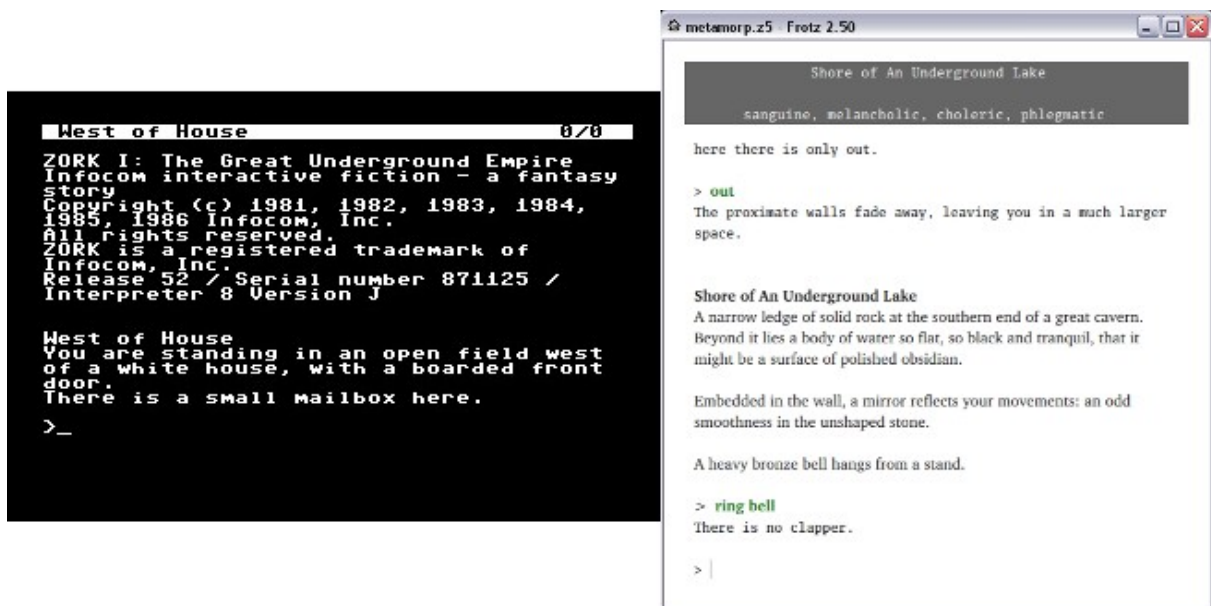 West of House 0/0
ZORK I: The Great Underground Empire
Infocom interactive fiction - a fantasy
story
Copyright (c) 1981, 1982, 1983, 1984,
1985, 1986 Infocom, Inc.
All rights reserved.
ZORK is a registered trademark of
Infocom, Inc.
Release 52 / Serial number 871125 /
Interpreter 8 Version J
West of House
You are standing in an open field west
of a white house, with a boarded front
door.
There is a small mailbox here.
>_
metamorp.z5 - Frotz 2.50
Shore of An Underground Lake
sanguine, melancholic, choleric, phlegmatic
here there is only out.
> out
The proximate walls fade away, leaving you in a much larger
space.
Shore of An Underground Lake
A narrow ledge of solid rock at the southern end of a great cavern.
Beyond it lies a body of water so flat, so black and tranquil, that it
might be a surface of polished obsidian.
Embedded in the wall, a mirror reflects your movements: an odd
smoothness in the unshaped stone.
A heavy bronze bell hangs from a stand.
> ring bell
There is no clapper.
>